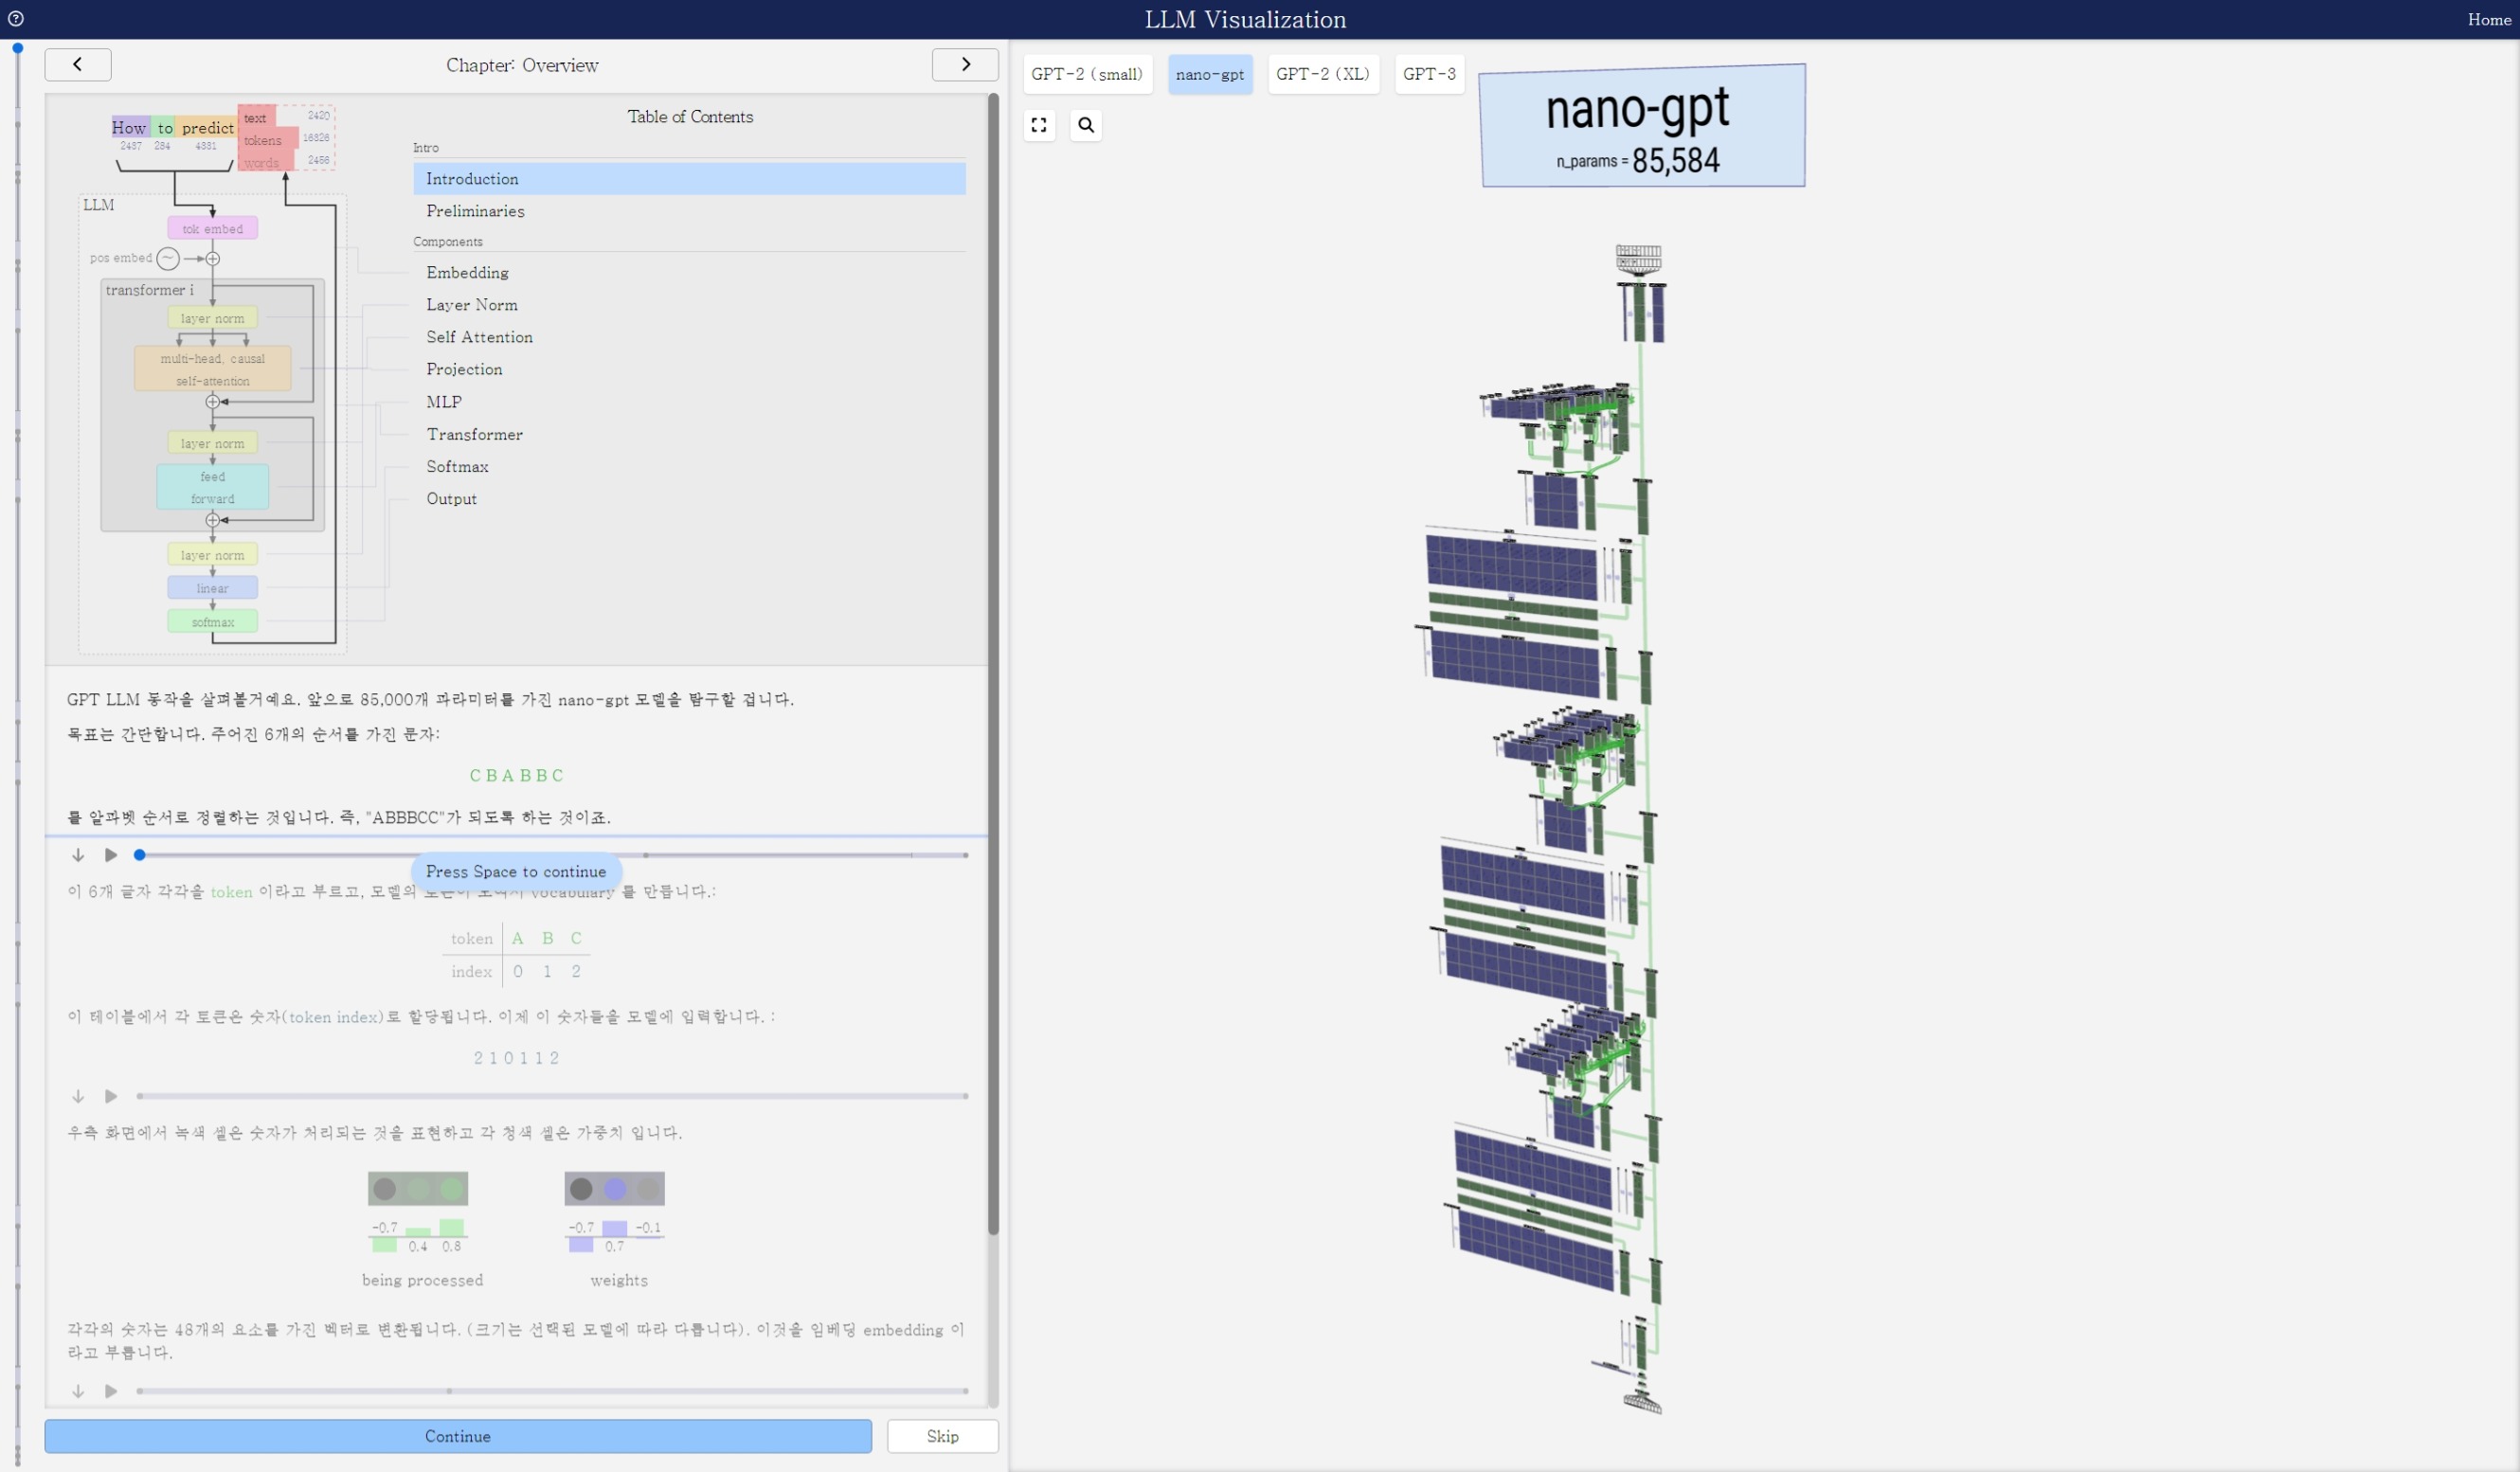 LLM Visualization
Home
Chapter: Overview
How to predict
2437 284 4331
text 2420
tokens 16326
words 2456
LLM
tok embed
pos embed
transformer i
layer norm
multi-head, causal
self-attention
layer norm
feed
forward
layer norm
linear
softmax
Table of Contents
Intro
Introduction
Preliminaries
Components
Embedding
Layer Norm
Self Attention
Projection
MLP
Transformer
Softmax
Output
GPT LLM 동작을 살펴볼거예요. 앞으로 85,000개 파라미터를 가진 nano-gpt 모델을 탐구할 겁니다.
목표는 간단합니다. 주어진 6개의 순서를 가진 문자:
C B A B B C
를 알파벳 순서로 정렬하는 것입니다. 즉, "ABBBCC"가 되도록 하는 것이죠.
Press Space to continue
이 6개 글자 각각을 token 이라고 부르고, 모델의 토큰이 모여서 vocabulary 를 만듭니다.:
token A B C
index 0 1 2
이 테이블에서 각 토큰은 숫자(token index)로 할당됩니다. 이제 이 숫자들을 모델에 입력합니다. :
2 1 0 1 1 2
우측 화면에서 녹색 셀은 숫자가 처리되는 것을 표현하고 각 청색 셀은 가중치 입니다.
-0.7 0.4 0.8
being processed
-0.7 0.7 -0.1
weights
각각의 숫자는 48개의 요소를 가진 벡터로 변환됩니다. (크기는 선택된 모델에 따라 다릅니다). 이것을 임베딩 embedding 이
라고 부릅니다.
Continue
Skip
GPT-2 (small)
nano-gpt
GPT-2 (XL)
GPT-3
nano-gpt
n_params = 85,584